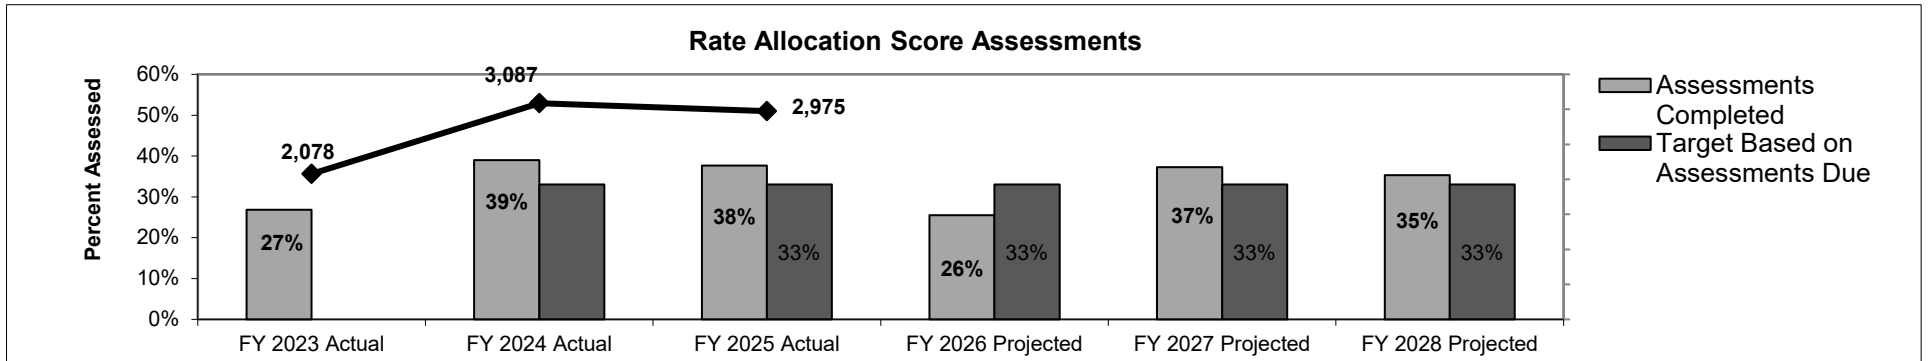 Rate Allocation Score Assessments
Percent Assessed
60%
50%
40%
30%
20%
10%
0%
2,078
3,087
2,975
27%
39%
38%
33%
26%
33%
37%
33%
35%
33%
FY 2023 Actual
FY 2024 Actual
FY 2025 Actual
FY 2026 Projected
FY 2027 Projected
FY 2028 Projected
Assessments
Completed
Target Based on
Assessments Due